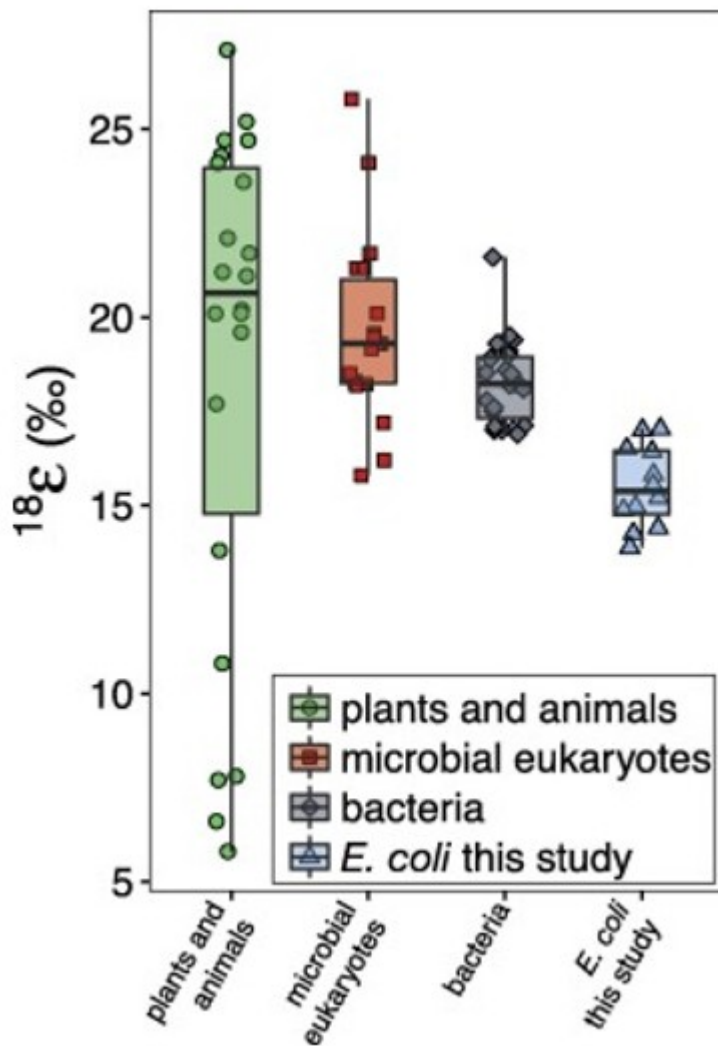 25
20
15
10
5
¹⁸ε (‰)
plants and animals
microbial eukaryotes
bacteria
E. coli this study
plants and
animals
microbial
eukaryotes
bacteria
E. coli
this study